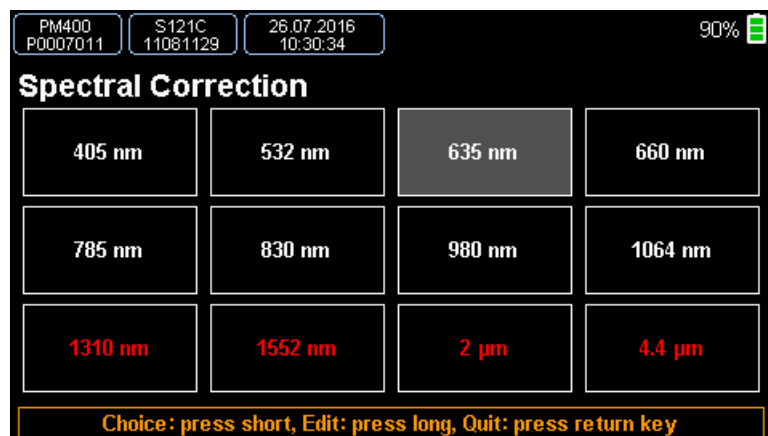 PM400
P0007011
S121C
11081129
26.07.2016
10:30:34
90%
Spectral Correction
405 nm
532 nm
635 nm
660 nm
785 nm
830 nm
980 nm
1064 nm
1310 nm
1552 nm
2 µm
4.4 µm
Choice: press short, Edit: press long, Quit: press return key